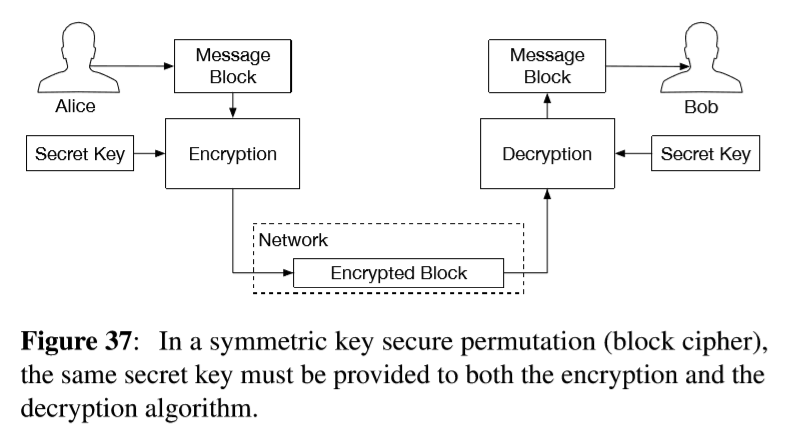 Message
Block
Alice
Secret Key
Encryption
Message
Block
Bob
Decryption
Secret Key
Network
Encrypted Block
Figure 37: In a symmetric key secure permutation (block cipher),
the same secret key must be provided to both the encryption and the
decryption algorithm.